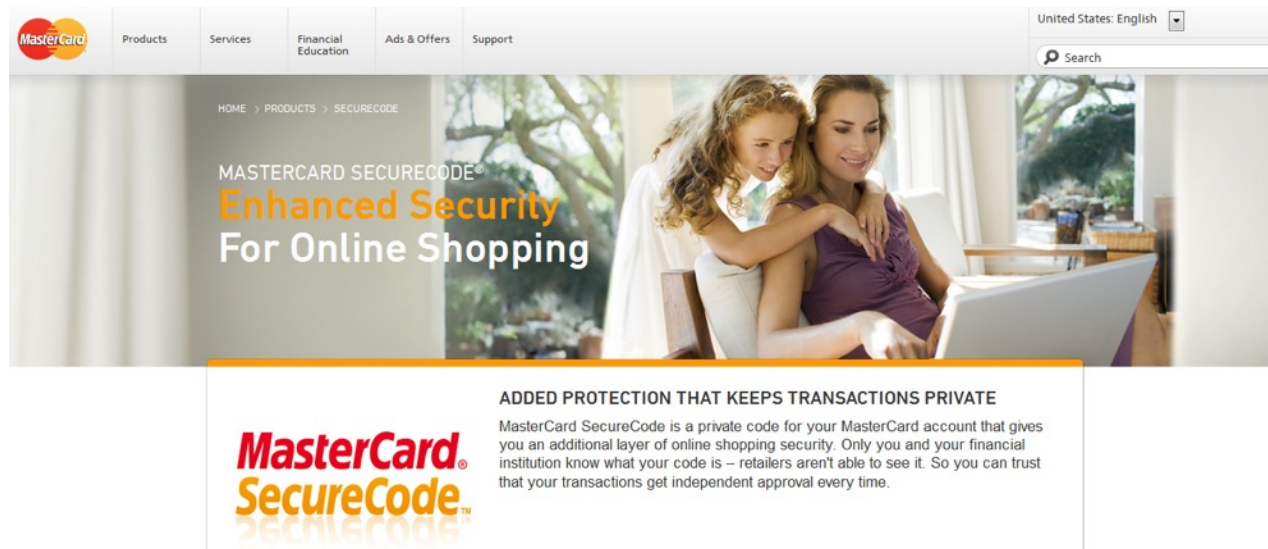 MasterCard
Products
Services
Financial
Education
Ads & Offers
Support
United States: English
Search
HOME > PRODUCTS > SECURECODE
MASTERCARD SECURECODE®
Enhanced Security
For Online Shopping
MasterCard®
SecureCode™
ADDED PROTECTION THAT KEEPS TRANSACTIONS PRIVATE
MasterCard SecureCode is a private code for your MasterCard account that gives
you an additional layer of online shopping security. Only you and your financial
institution know what your code is – retailers aren't able to see it. So you can trust
that your transactions get independent approval every time.